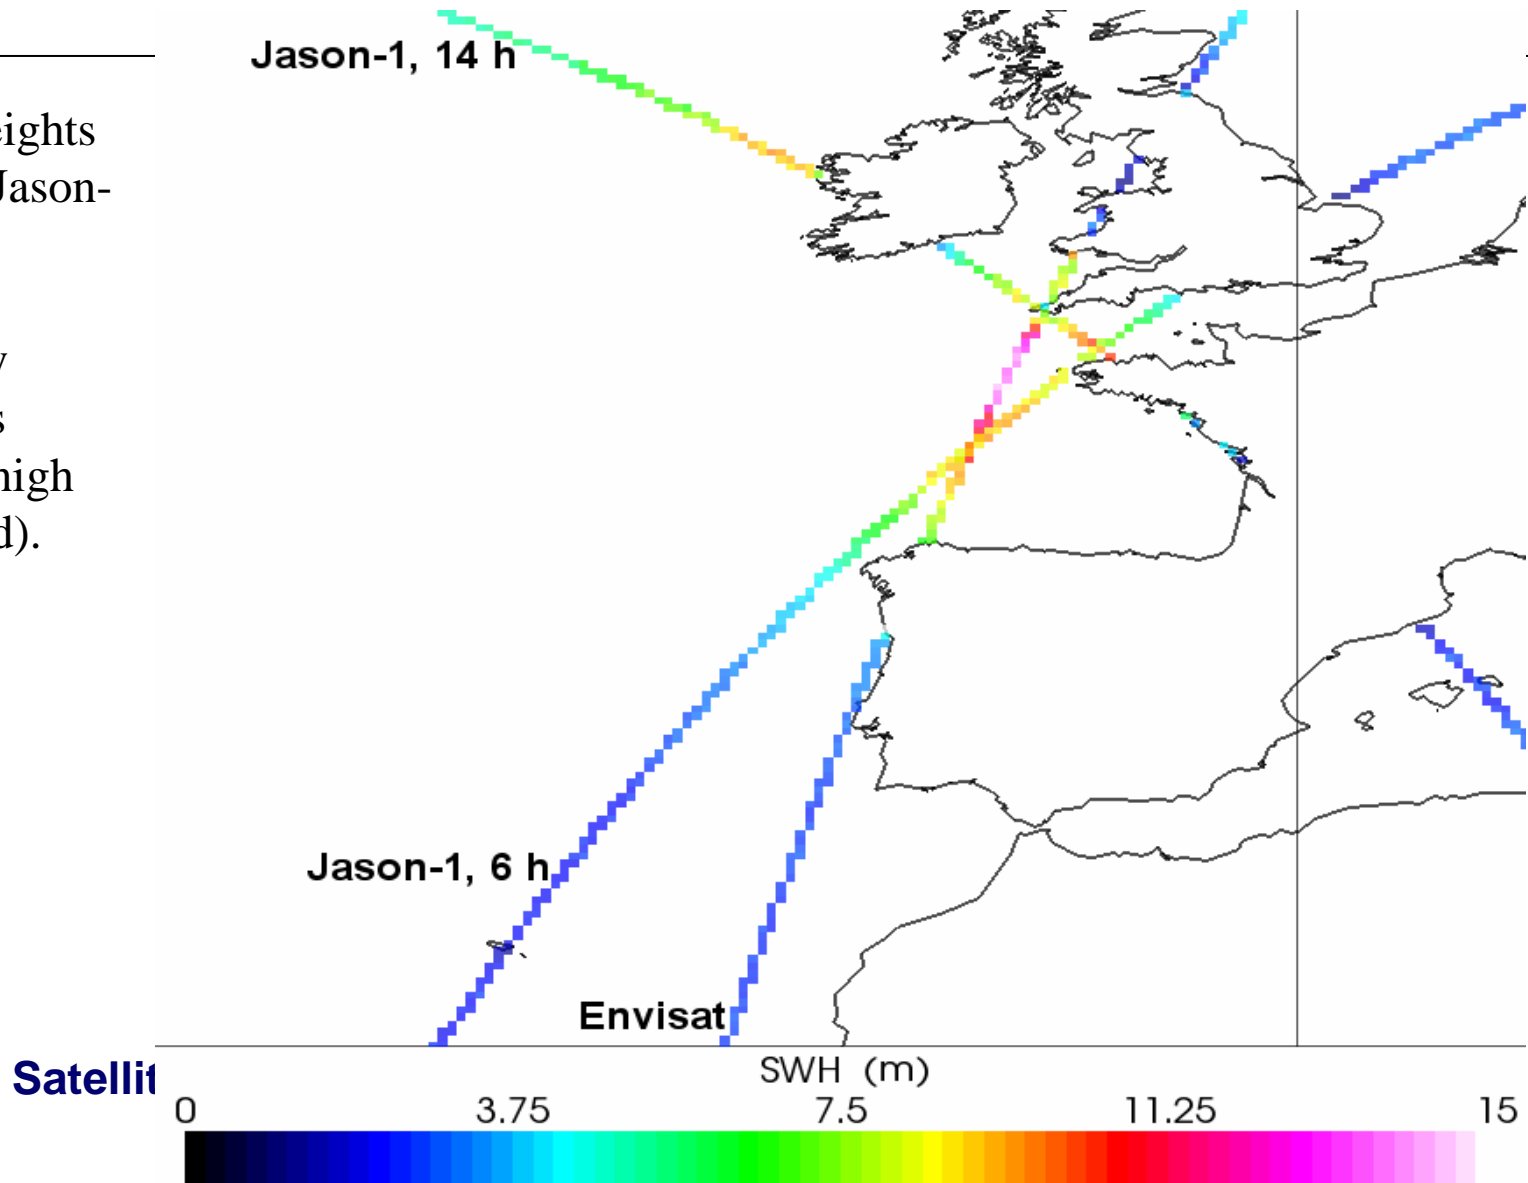 Jason-1, 14 h
eights
Jason-
high
d).
Jason-1, 6 h
Envisat
Satellit
SWH (m)
0 3.75 7.5 11.25 15